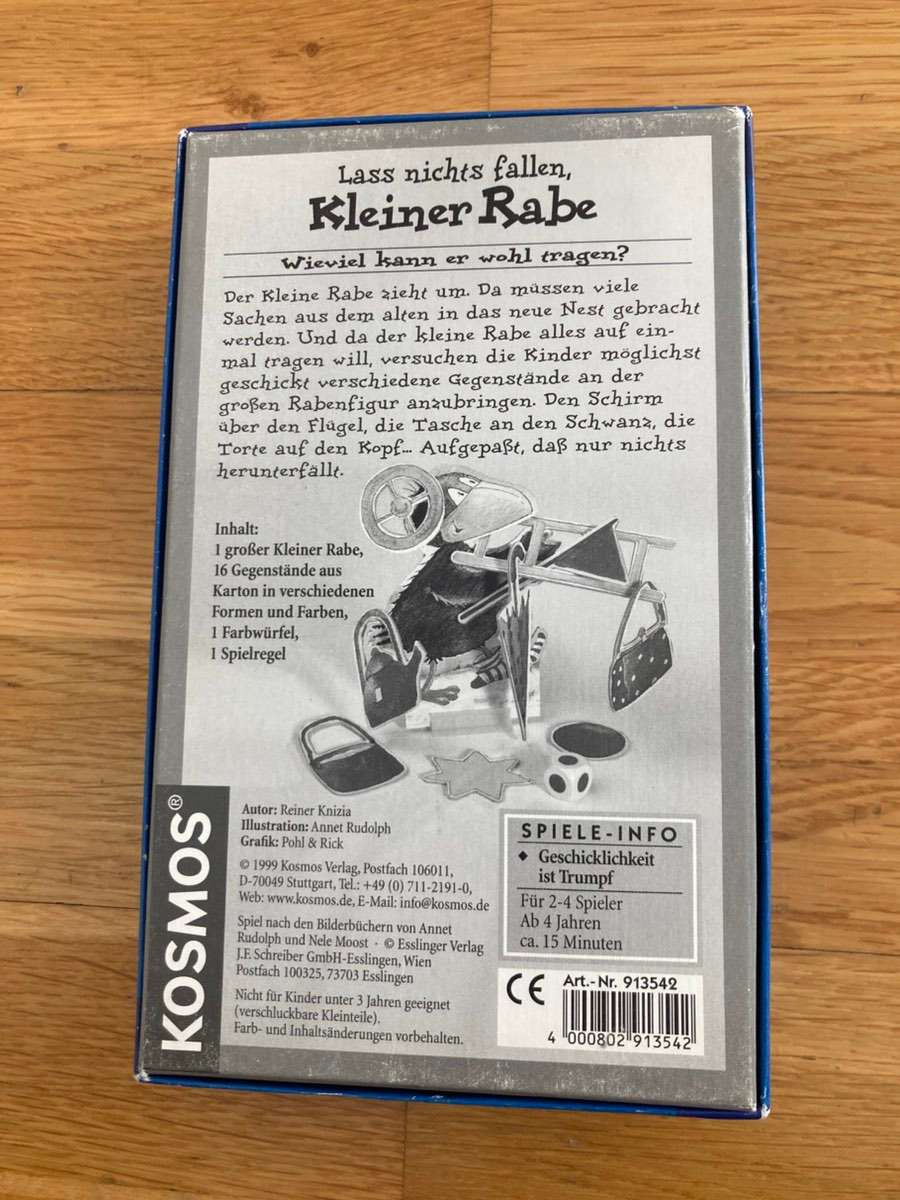 Lass nichts fallen,
Kleiner Rabe
Wieviel kann er wohl tragen?
Der Kleine Rabe zieht um. Da müssen viele
Sachen aus dem alten in das neue Nest gebracht
werden. Und da der kleine Rabe alles auf ein-
mal tragen will, versuchen die Kinder möglichst
geschickt verschiedene Gegenstände an der
großen Rabenfigur anzubringen. Den Schirm
über den Flügel, die Tasche an den Schwanz, die
Torte auf den Kopf... Aufgepaßt, daß nur nichts
herunterfällt.
Inhalt:
1 großer Kleiner Rabe,
16 Gegenstände aus
Karton in verschiedenen
Formen und Farben,
1 Farbwürfel,
1 Spielregel
KOSMOS®
Autor: Reiner Knizia
Illustration: Annet Rudolph
Grafik: Pohl & Rick
© 1999 Kosmos Verlag, Postfach 106011,
D-70049 Stuttgart, Tel.: +49 (0) 711-2191-0,
Web: www.kosmos.de, E-Mail: info@kosmos.de
Spiel nach den Bilderbüchern von Annet
Rudolph und Nele Moost · © Esslinger Verlag
J.F. Schreiber GmbH-Esslingen, Wien
Postfach 100325, 73703 Esslingen
Nicht für Kinder unter 3 Jahren geeignet
(verschluckbare Kleinteile).
Farb- und Inhaltsänderungen vorbehalten.
SPIELE-INFO
◆ Geschicklichkeit
ist Trumpf
Für 2-4 Spieler
Ab 4 Jahren
ca. 15 Minuten
CE
Art.-Nr. 913542
4 000802 913542